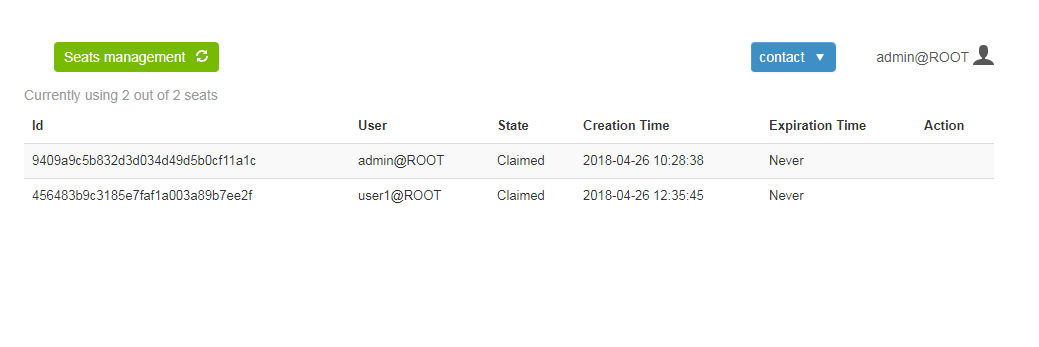 Seats management
contact
admin@ROOT
Currently using 2 out of 2 seats
Id User State Creation Time Expiration Time Action
9409a9c5b832d3d034d49d5b0cf11a1c admin@ROOT Claimed 2018-04-26 10:28:38 Never
456483b9c3185e7faf1a003a89b7ee2f user1@ROOT Claimed 2018-04-26 12:35:45 Never